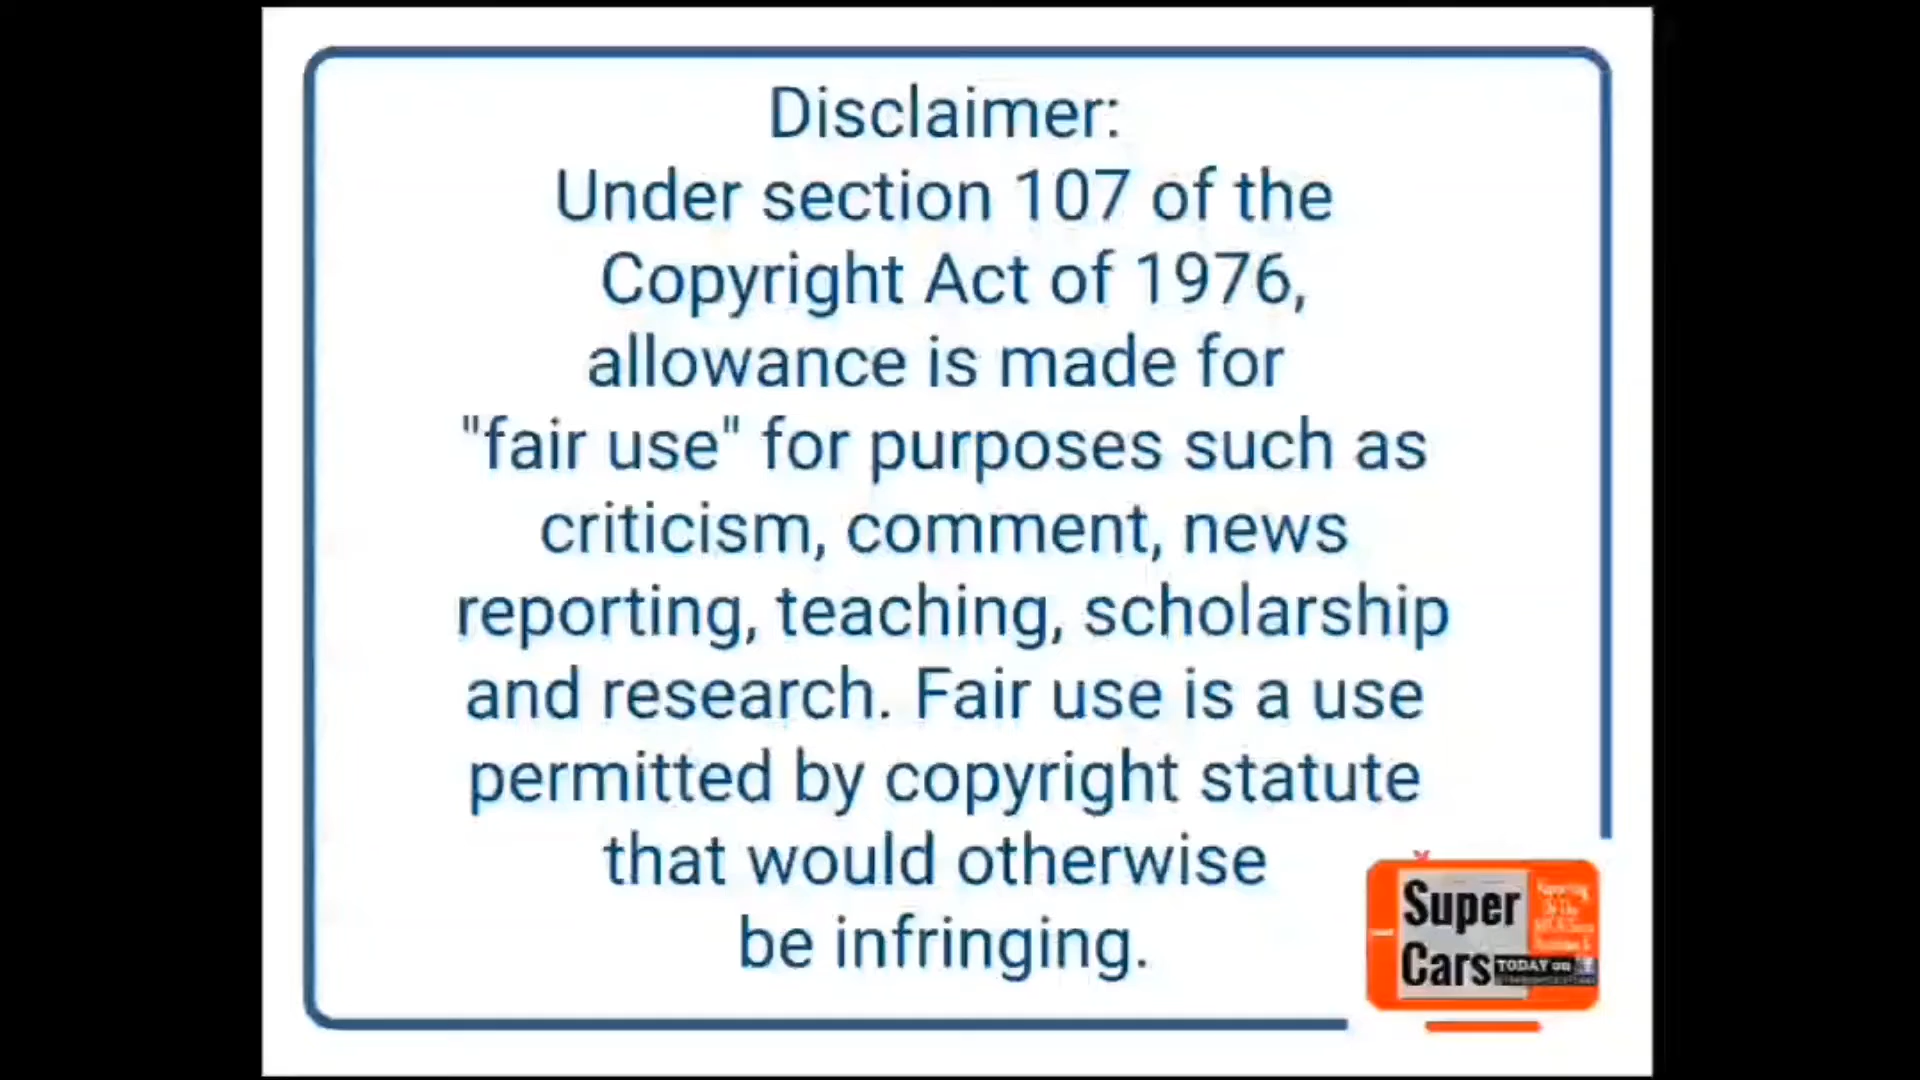 Disclaimer:
Under section 107 of the
Copyright Act of 1976,
allowance is made for
"fair use" for purposes such as
criticism, comment, news
reporting, teaching, scholarship
and research. Fair use is a use
permitted by copyright statute
that would otherwise
be infringing.
Super
Cars
TODAY on